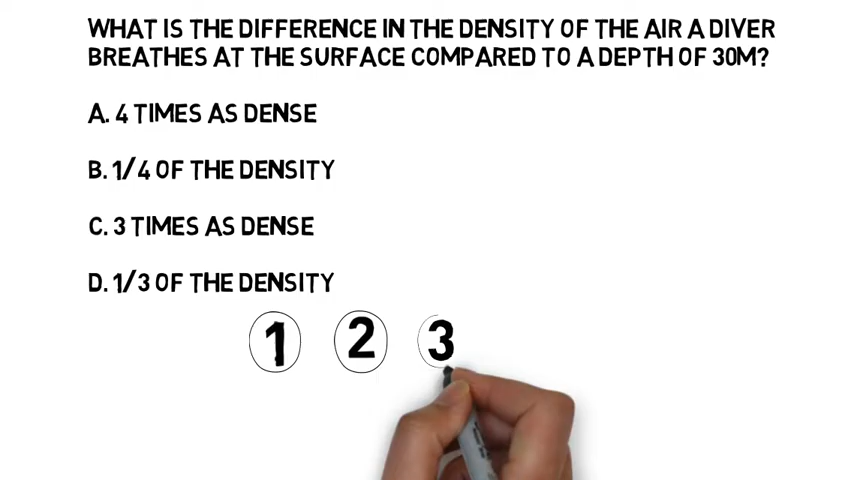 WHAT IS THE DIFFERENCE IN THE DENSITY OF THE AIR A DIVER
BREATHES AT THE SURFACE COMPARED TO A DEPTH OF 30M?
A. 4 TIMES AS DENSE
B. 1/4 OF THE DENSITY
C. 3 TIMES AS DENSE
D. 1/3 OF THE DENSITY
1 2 3